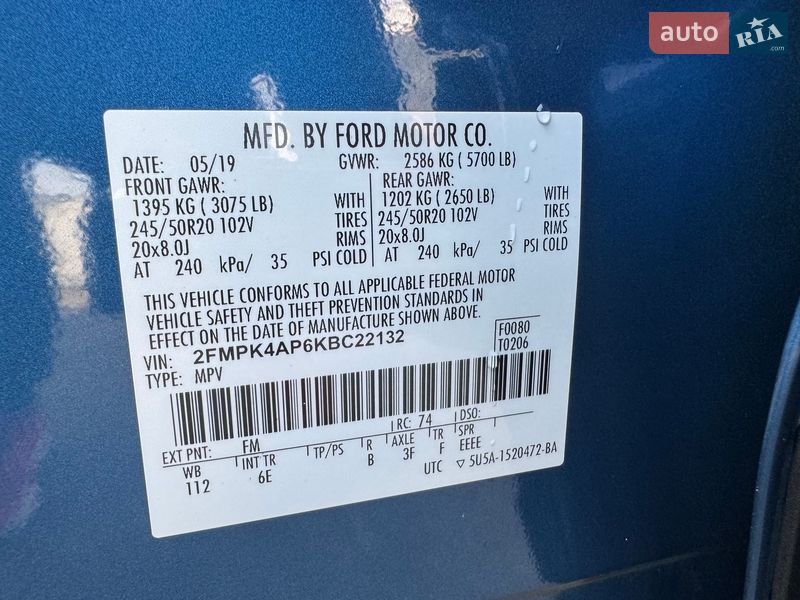 auto RIA.com
MFD. BY FORD MOTOR CO.
DATE: 05/19 GVWR: 2586 KG ( 5700 LB)
FRONT GAWR: REAR GAWR:
1395 KG ( 3075 LB) WITH 1202 KG ( 2650 LB) WITH
245/50R20 102V TIRES 245/50R20 102V TIRES
20x8.0J RIMS 20x8.0J RIMS
AT 240 kPa/ 35 PSI COLD AT 240 kPa/ 35 PSI COLD
THIS VEHICLE CONFORMS TO ALL APPLICABLE FEDERAL MOTOR
VEHICLE SAFETY AND THEFT PREVENTION STANDARDS IN
EFFECT ON THE DATE OF MANUFACTURE SHOWN ABOVE.
F0080
VIN: 2FMPK4AP6KBC22132 T0206
TYPE: MPV
EXT PNT: FM RC: 74 DSO:
WB INT TR TP/PS R AXLE TR SPR
112 6E B 3F F EEEE
UTC ▽5U5A-1520472-BA